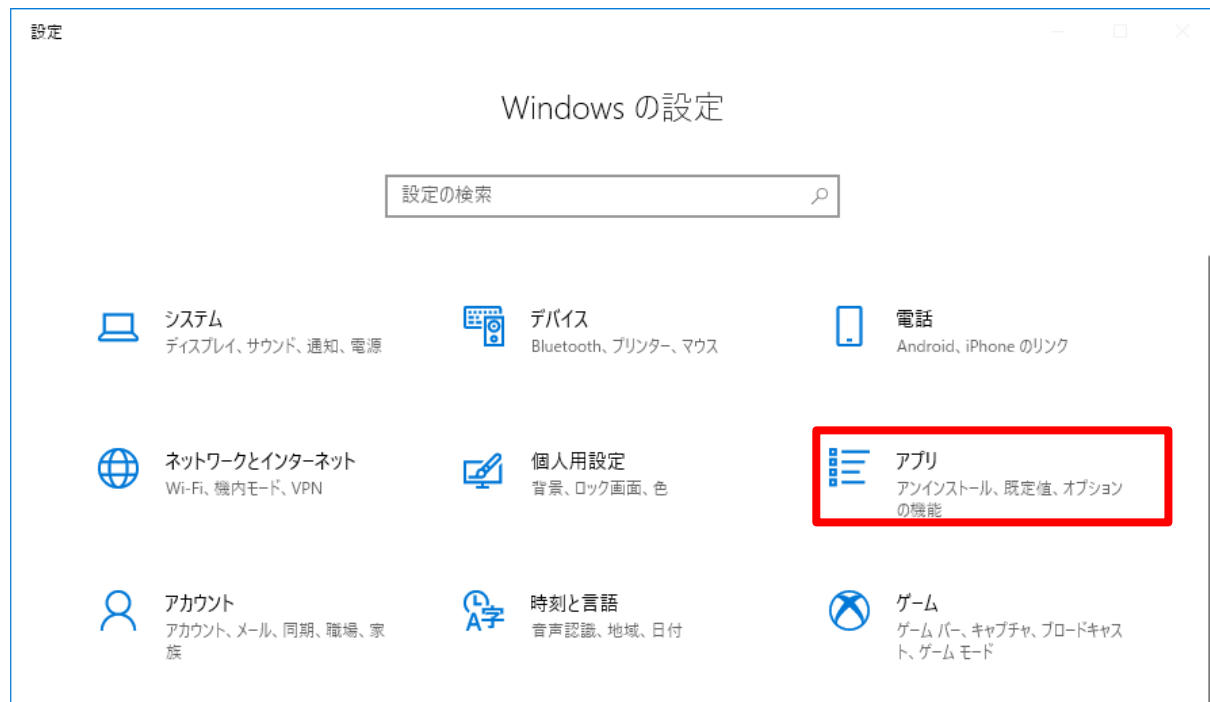 設定
Windows の設定
設定の検索
システム
ディスプレイ、サウンド、通知、電源
デバイス
Bluetooth、プリンター、マウス
電話
Android、iPhone のリンク
ネットワークとインターネット
Wi-Fi、機内モード、VPN
個人用設定
背景、ロック画面、色
アプリ
アンインストール、既定値、オプション
の機能
アカウント
アカウント、メール、同期、職場、家
族
時刻と言語
音声認識、地域、日付
ゲーム
ゲーム バー、キャプチャ、ブロードキャス
ト、ゲーム モード